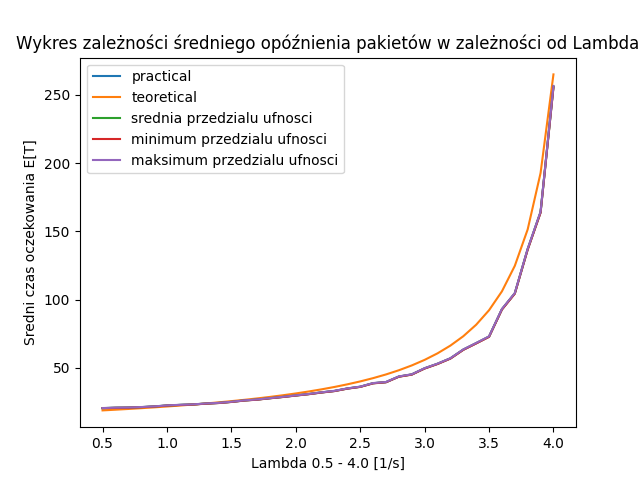 Wykres zależności średniego opóźnienia pakietów w zależności od Lambda
practical
teoretical
srednia przedzialu ufnosci
minimum przedzialu ufnosci
maksimum przedzialu ufnosci
250
200
150
100
50
Sredni czas oczekowania E[T]
0.5 1.0 1.5 2.0 2.5 3.0 3.5 4.0
Lambda 0.5 - 4.0 [1/s]